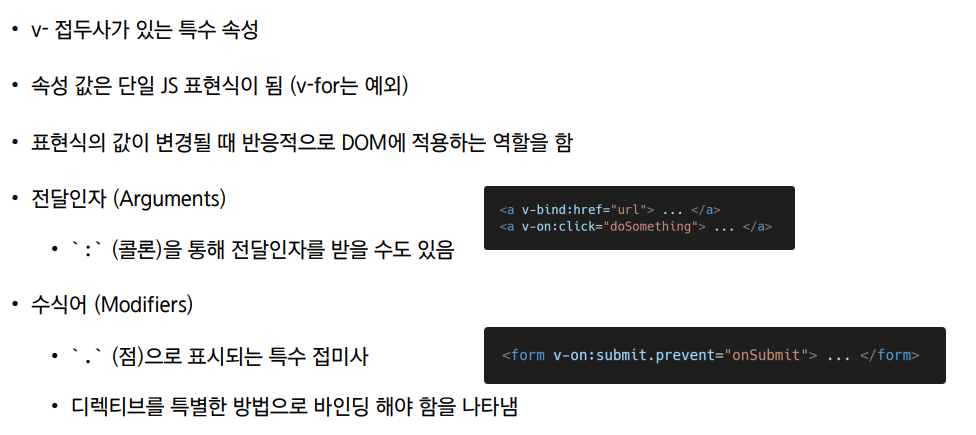 • v- 접두사가 있는 특수 속성
• 속성 값은 단일 JS 표현식이 됨 (v-for는 예외)
• 표현식의 값이 변경될 때 반응적으로 DOM에 적용하는 역할을 함
• 전달인자 (Arguments)
• `:` (콜론)을 통해 전달인자를 받을 수도 있음
<a v-bind:href="url"> ... </a>
<a v-on:click="doSomething"> ... </a>
• 수식어 (Modifiers)
• `.` (점)으로 표시되는 특수 접미사
<form v-on:submit.prevent="onSubmit"> ... </form>
• 디렉티브를 특별한 방법으로 바인딩 해야 함을 나타냄